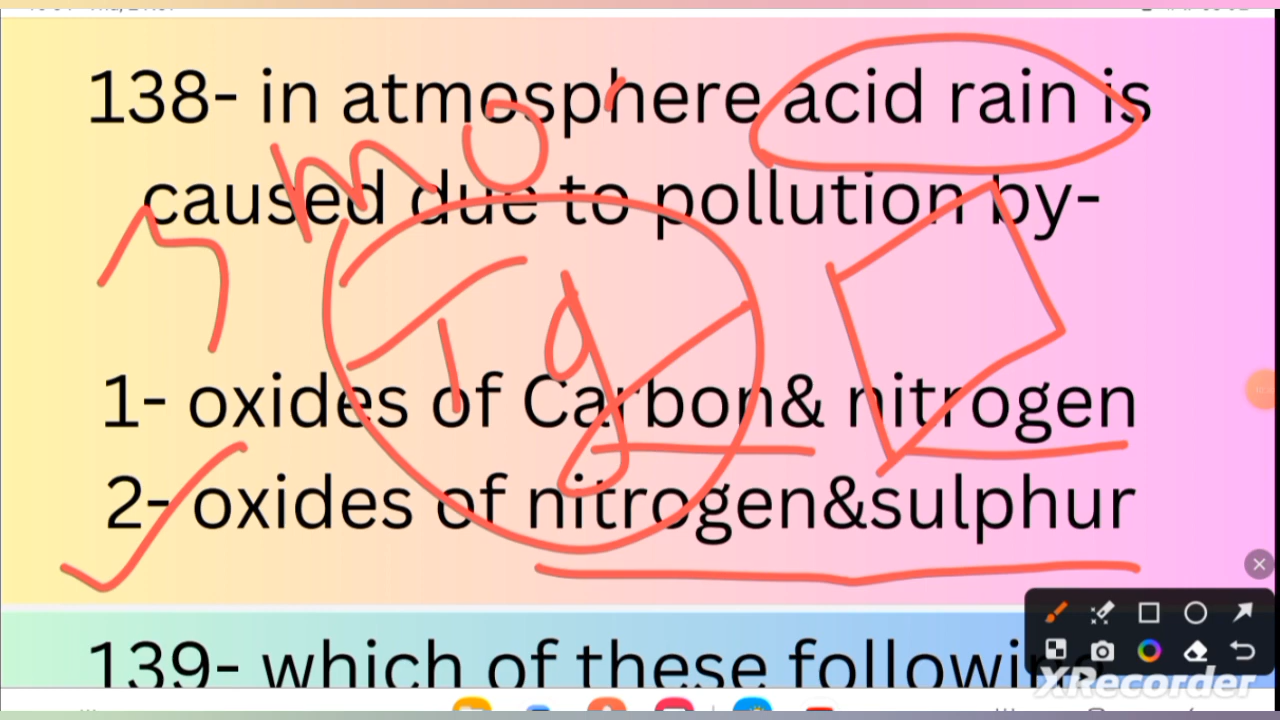 138- in atmosphere acid rain is
caused due to pollution by-
1- oxides of Carbon& nitrogen
2- oxides of nitrogen&sulphur
139- which of these following
XRecorder